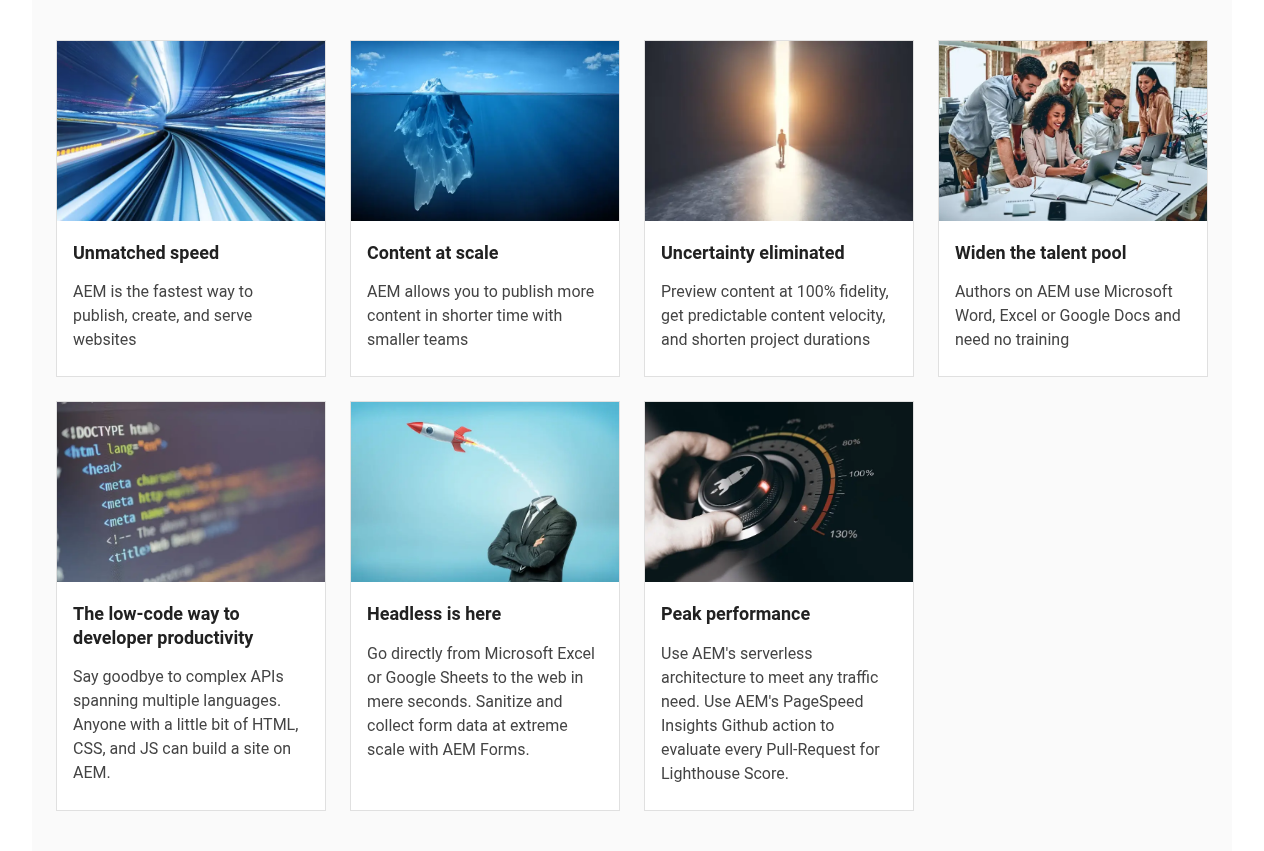 Unmatched speed
AEM is the fastest way to
publish, create, and serve
websites
Content at scale
AEM allows you to publish more
content in shorter time with
smaller teams
Uncertainty eliminated
Preview content at 100% fidelity,
get predictable content velocity,
and shorten project durations
Widen the talent pool
Authors on AEM use Microsoft
Word, Excel or Google Docs and
need no training
<!DOCTYPE html>
<html lang="en">
<head>
<meta
<meta
<meta
<!-- The
<title>Web Design
The low-code way to
developer productivity
Say goodbye to complex APIs
spanning multiple languages.
Anyone with a little bit of HTML,
CSS, and JS can build a site on
AEM.
Headless is here
Go directly from Microsoft Excel
or Google Sheets to the web in
mere seconds. Sanitize and
collect form data at extreme
scale with AEM Forms.
80%
100%
130%
Peak performance
Use AEM's serverless
architecture to meet any traffic
need. Use AEM's PageSpeed
Insights Github action to
evaluate every Pull-Request for
Lighthouse Score.